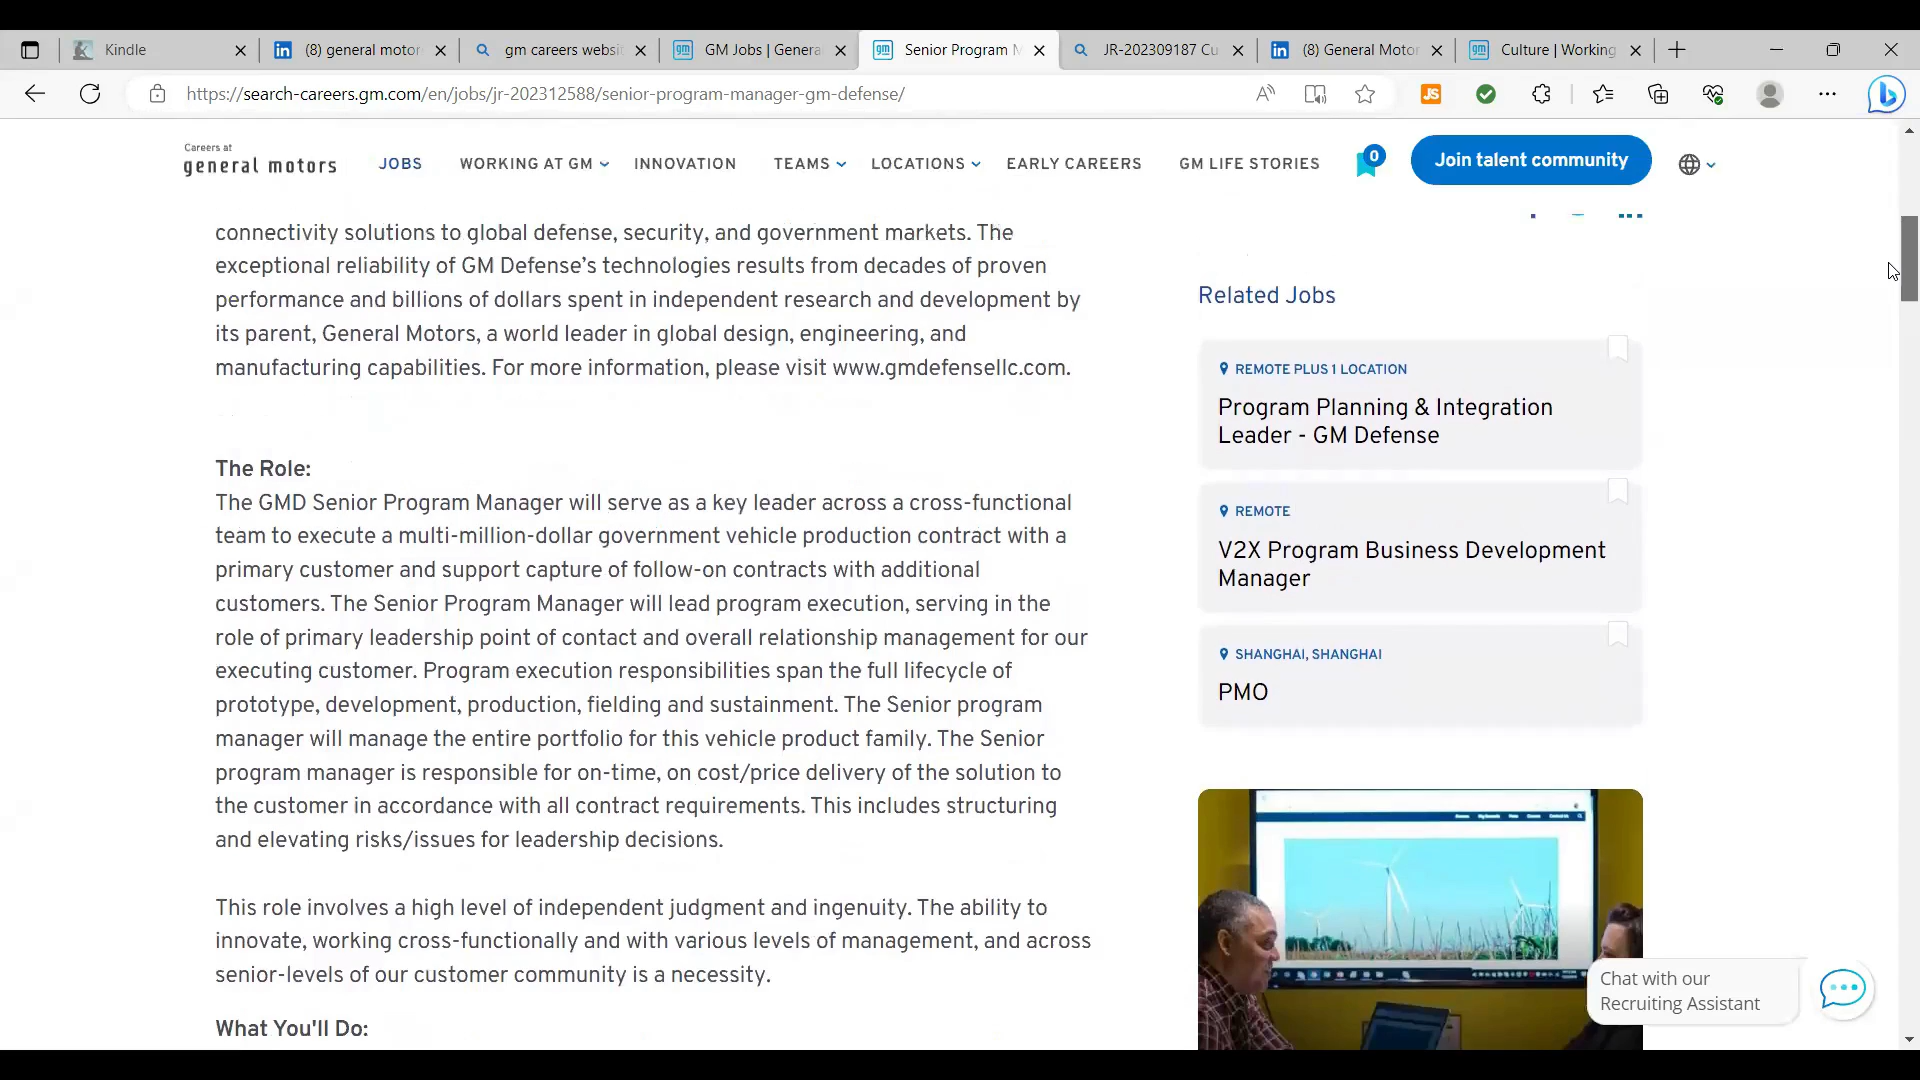 Kindle
(8) general motor
gm careers websi
GM Jobs | Genera
Senior Program M
JR-202309187 Cu
(8) General Motor
Culture | Working
https://search-careers.gm.com/en/jobs/jr-202312588/senior-program-manager-gm-defense/
Careers at
general motors
JOBS
WORKING AT GM
INNOVATION
TEAMS
LOCATIONS
EARLY CAREERS
GM LIFE STORIES
0
Join talent community
connectivity solutions to global defense, security, and government markets. The
exceptional reliability of GM Defense’s technologies results from decades of proven
performance and billions of dollars spent in independent research and development by
its parent, General Motors, a world leader in global design, engineering, and
manufacturing capabilities. For more information, please visit www.gmdefensellc.com.
The Role:
The GMD Senior Program Manager will serve as a key leader across a cross-functional
team to execute a multi-million-dollar government vehicle production contract with a
primary customer and support capture of follow-on contracts with additional
customers. The Senior Program Manager will lead program execution, serving in the
role of primary leadership point of contact and overall relationship management for our
executing customer. Program execution responsibilities span the full lifecycle of
prototype, development, production, fielding and sustainment. The Senior program
manager will manage the entire portfolio for this vehicle product family. The Senior
program manager is responsible for on-time, on cost/price delivery of the solution to
the customer in accordance with all contract requirements. This includes structuring
and elevating risks/issues for leadership decisions.
This role involves a high level of independent judgment and ingenuity. The ability to
innovate, working cross-functionally and with various levels of management, and across
senior-levels of our customer community is a necessity.
What You'll Do:
Related Jobs
REMOTE PLUS 1 LOCATION
Program Planning & Integration
Leader - GM Defense
REMOTE
V2X Program Business Development
Manager
SHANGHAI, SHANGHAI
PMO
Chat with our
Recruiting Assistant